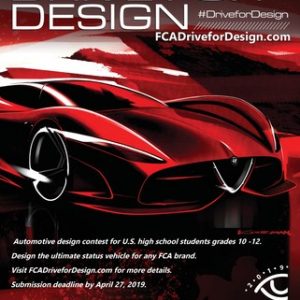 DESIGN
#DriveforDesign
FCADriveforDesign.com
Automotive design contest for U.S. high school students grades 10 -12.
Design the ultimate status vehicle for any FCA brand.
Visit FCADriveforDesign.com for more details.
Submission deadline by April 27, 2019.
2019